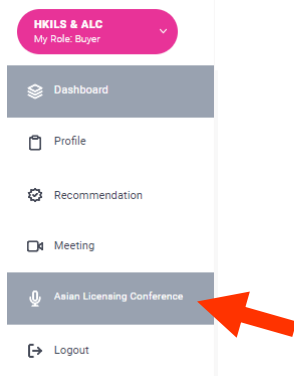 HKILS & ALC
My Role: Buyer
Dashboard
Profile
Recommendation
Meeting
Asian Licensing Conference
Logout